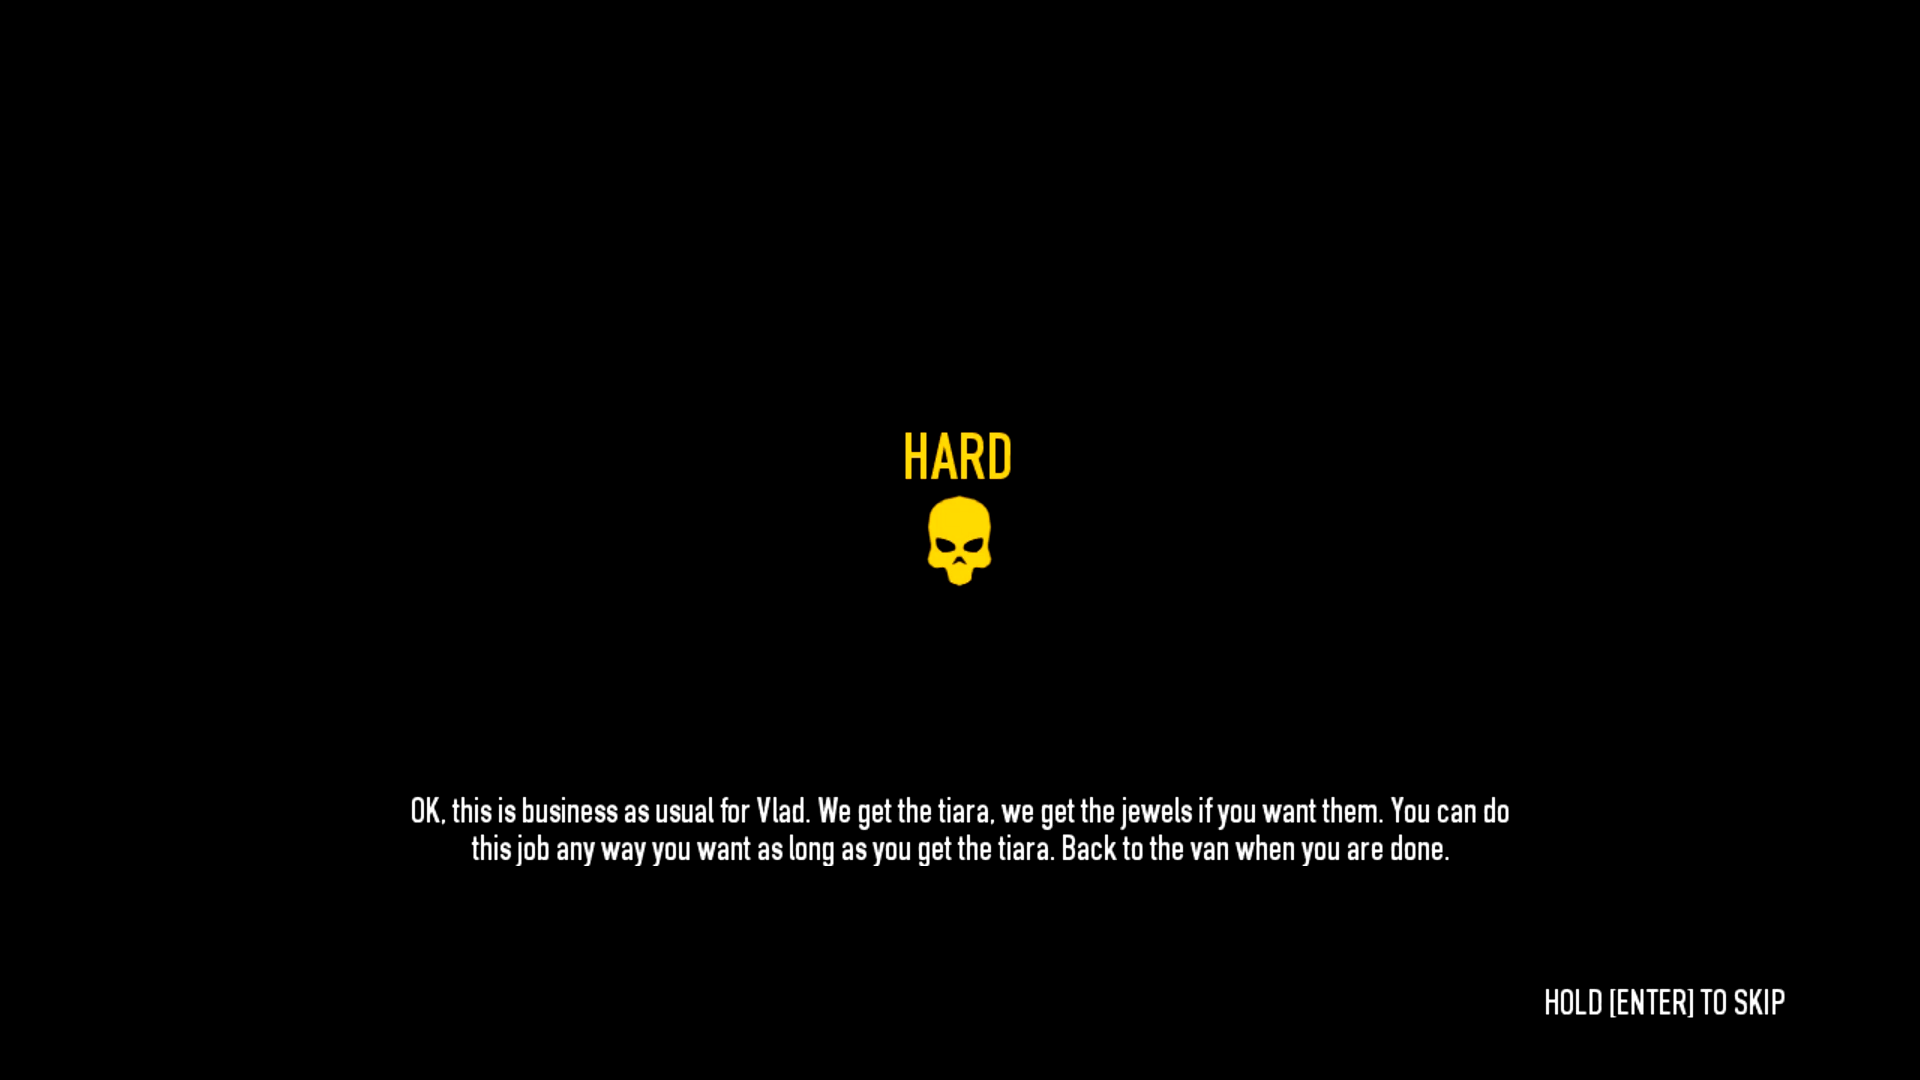 HARD
OK, this is business as usual for Vlad. We get the tiara, we get the jewels if you want them. You can do
this job any way you want as long as you get the tiara. Back to the van when you are done.
HOLD [ENTER] TO SKIP